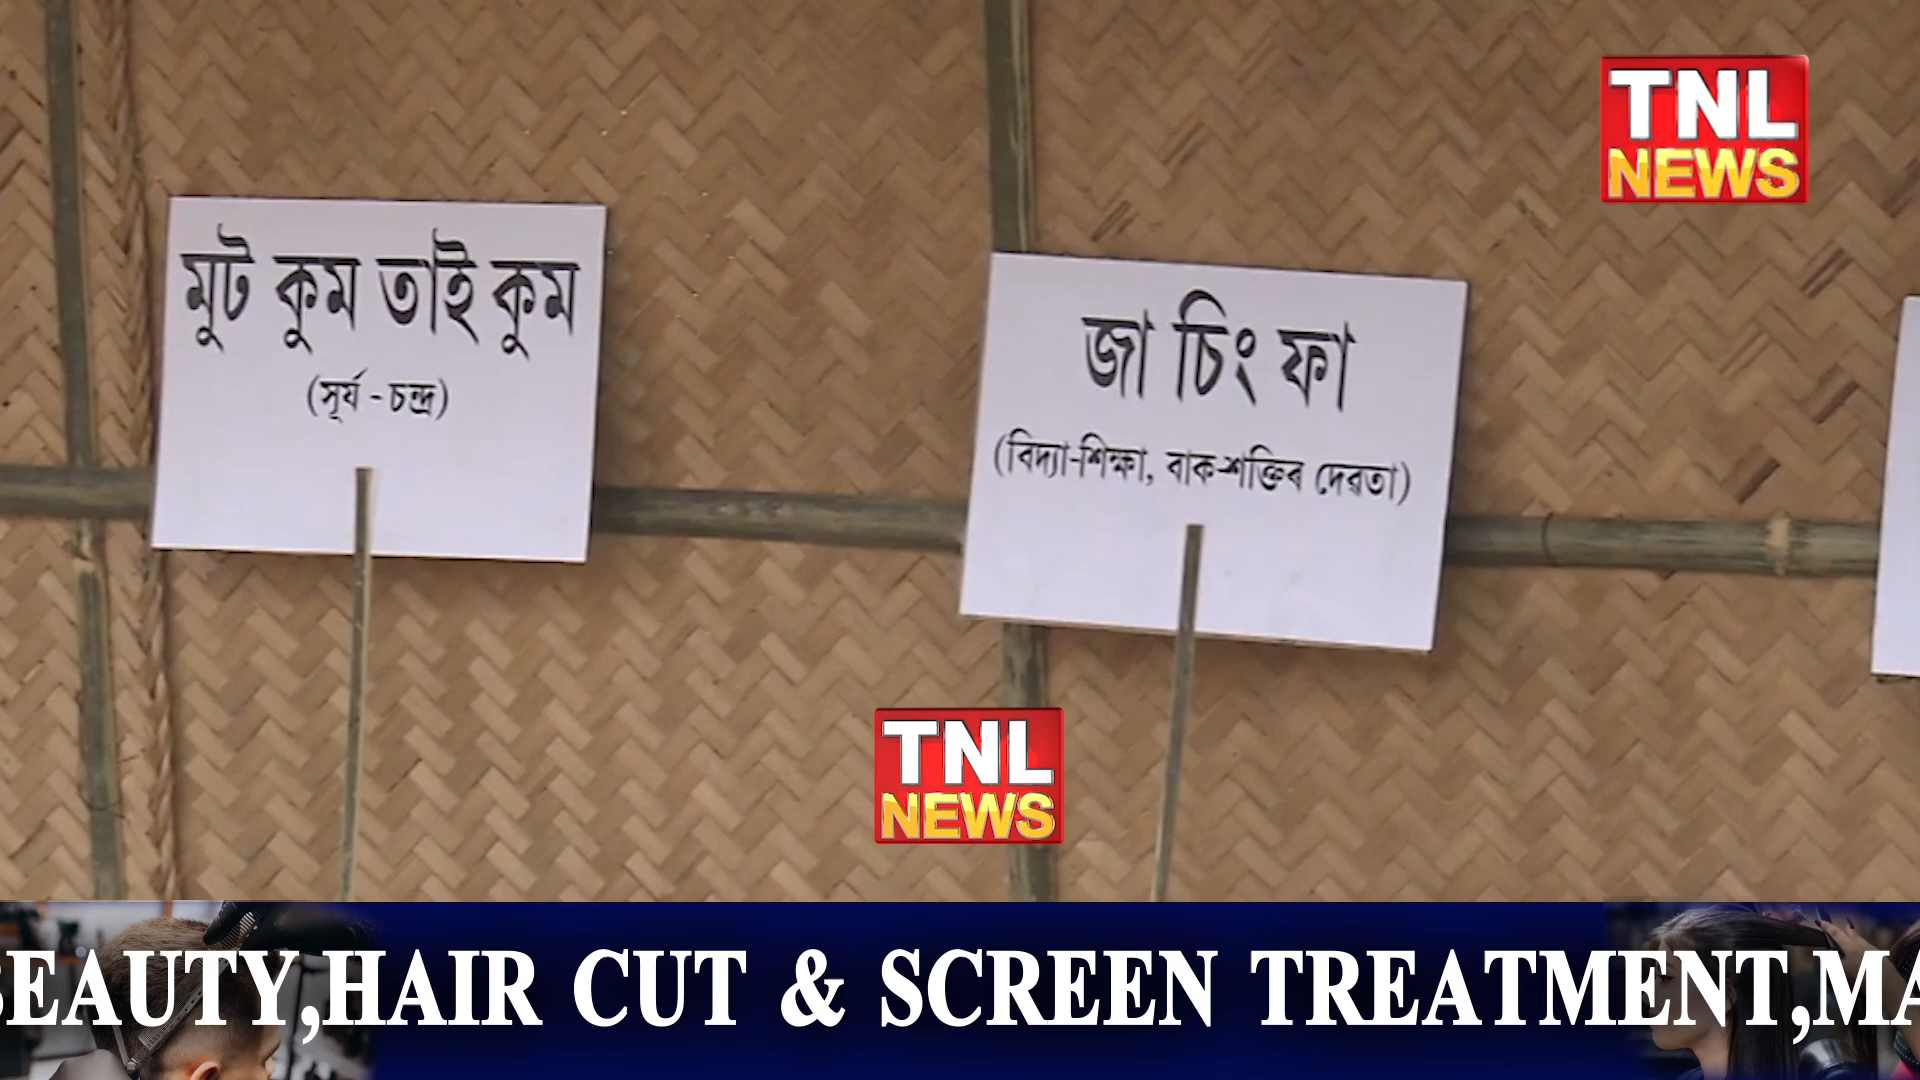 TNL
NEWS
মুট কুম তাই কুম
(সূৰ্য - চন্দ্ৰ)
জা চিং ফা
(বিদ্যা-শিক্ষা, বাক-শক্তিৰ দেৱতা)
TNL
NEWS
BEAUTY,HAIR CUT & SCREEN TREATMENT,MA